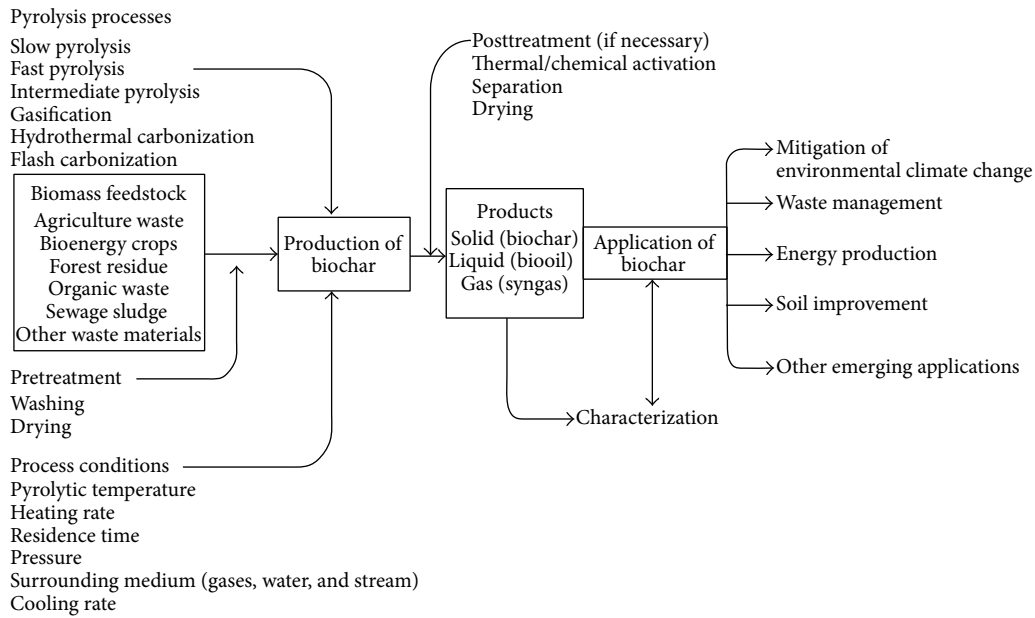 Pyrolysis processes
Slow pyrolysis
Fast pyrolysis
Intermediate pyrolysis
Gasification
Hydrothermal carbonization
Flash carbonization
Biomass feedstock
Agriculture waste
Bioenergy crops
Forest residue
Organic waste
Sewage sludge
Other waste materials
Pretreatment
Washing
Drying
Process conditions
Pyrolytic temperature
Heating rate
Residence time
Pressure
Surrounding medium (gases, water, and stream)
Cooling rate
Production of
biochar
Posttreatment (if necessary)
Thermal/chemical activation
Separation
Drying
Products
Solid (biochar)
Liquid (biooil)
Gas (syngas)
Application of
biochar
Characterization
Mitigation of
environmental climate change
Waste management
Energy production
Soil improvement
Other emerging applications